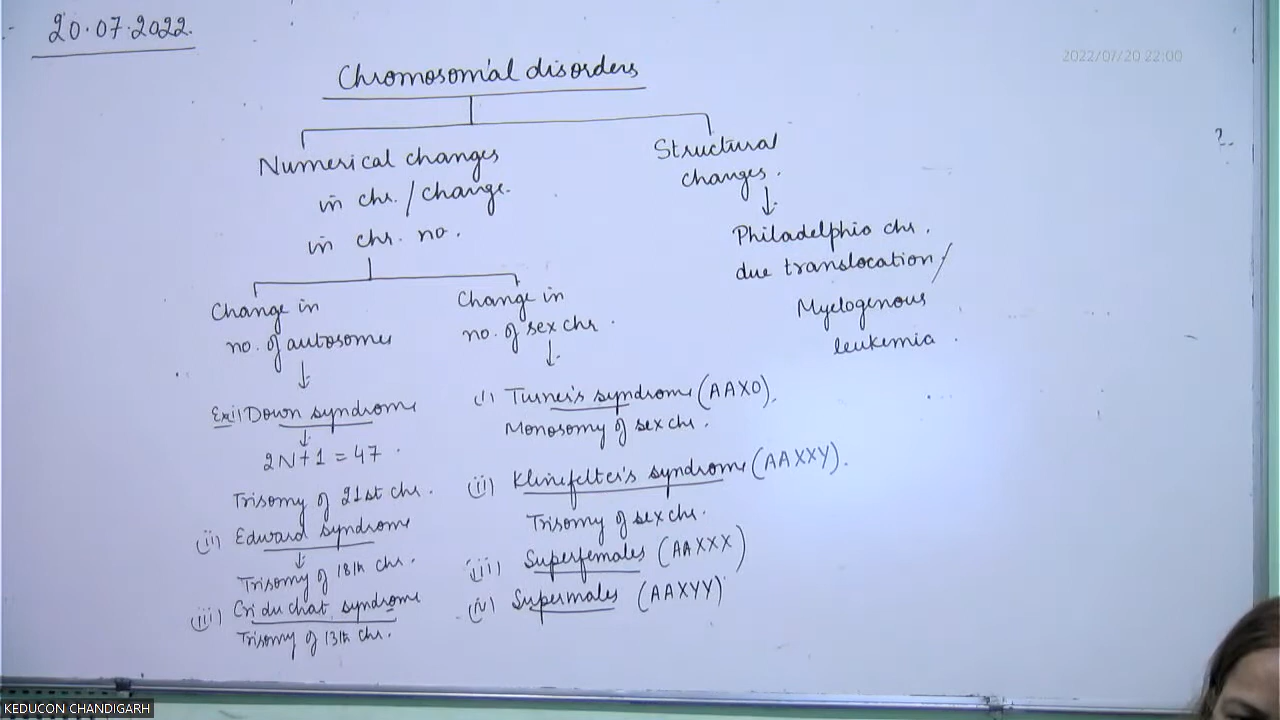 20.07.2022.
2022/07/20 22:00
Chromosomal disorders
Numerical changes
in chr. / change
in chr. no.
Structural
changes.
Philadelphio chr.
due translocation/
Myelogenous
leukemia.
Change in
no. of autosomes
Ex:i) Down syndrome
2N+1 = 47.
Trisomy of 21st chr.
(ii) Edward syndrome
Trisomy of 18th chr.
(iii) Cri du chat syndrome
Trisomy of 13th chr.
Change in
no. of sex chr.
(i) Turner's syndrome (AAXO).
Monosomy of sex chr.
(ii) Klinefelter's syndrome (AAXXY).
Trisomy of sex chr.
(iii) Superfemales (AAXXX)
(iv) Supermales (AAXYY)
?
KEDUCON CHANDIGARH